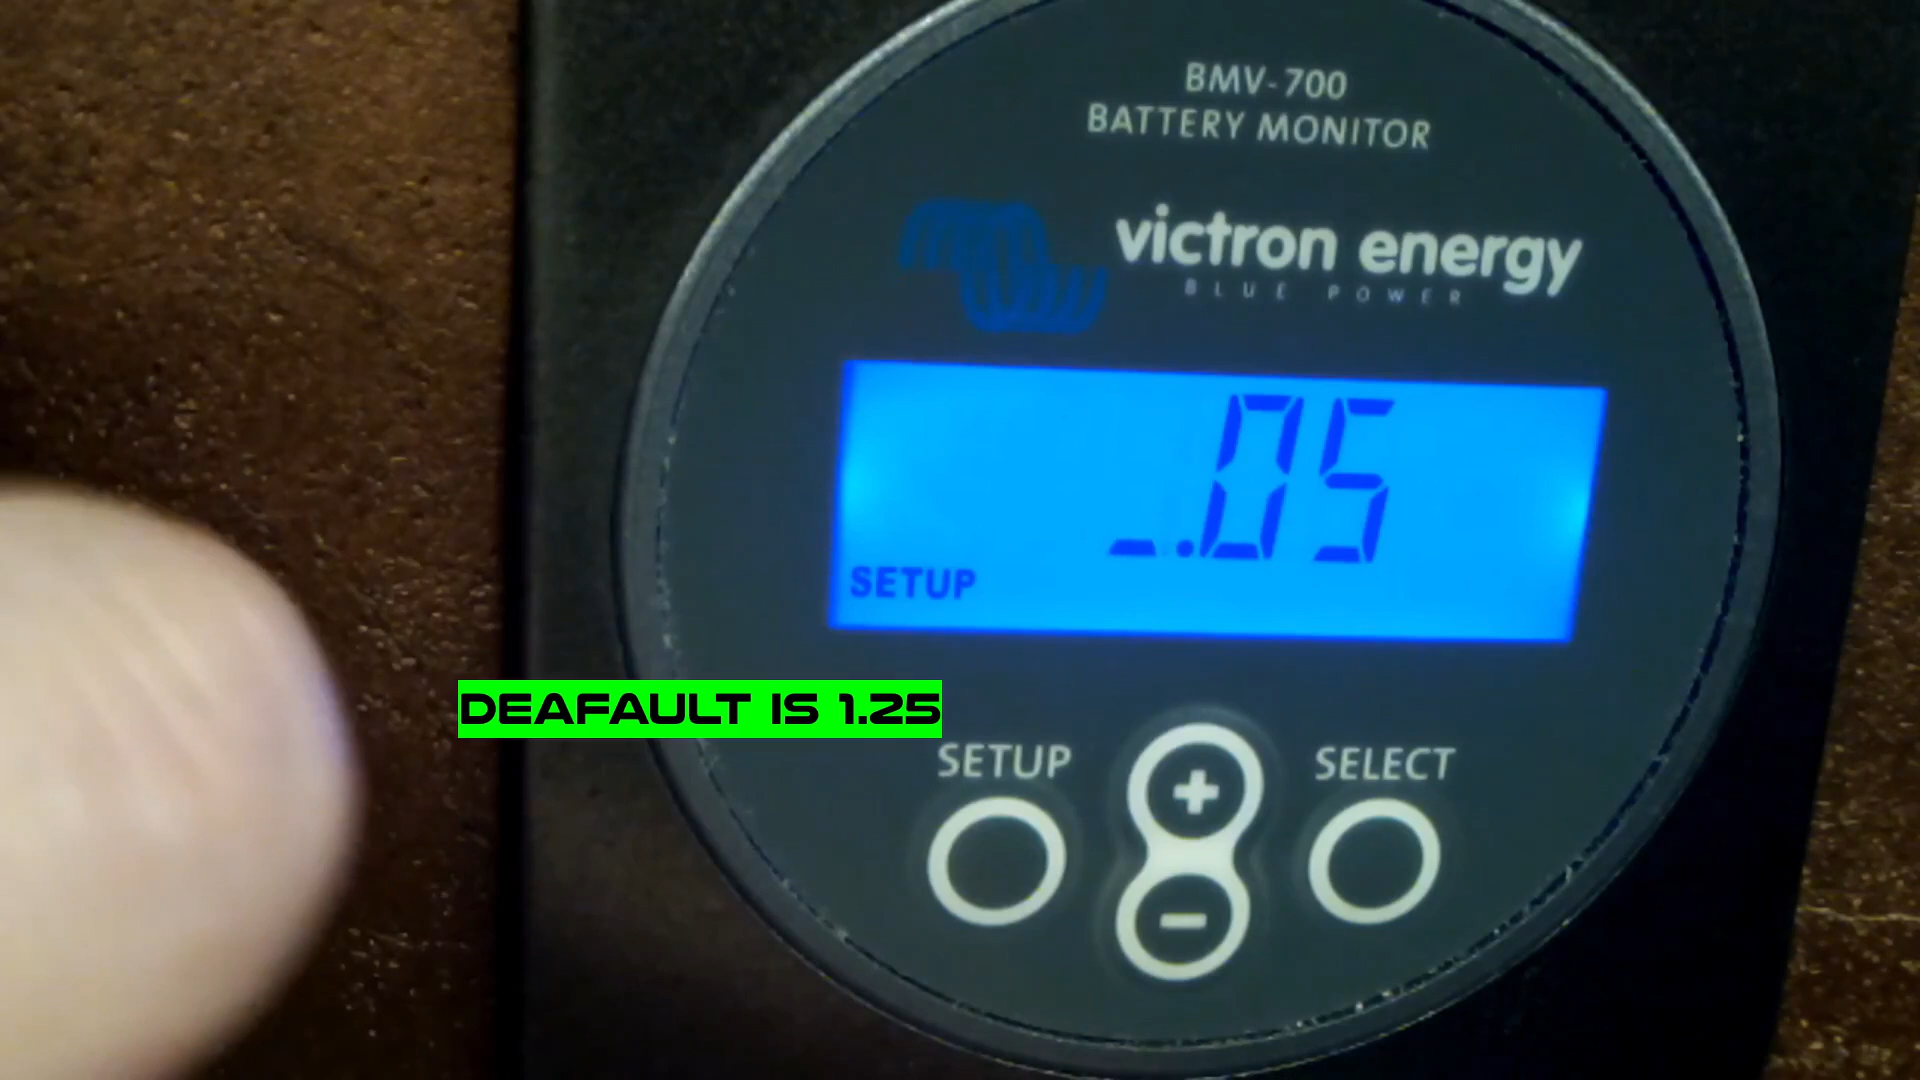 BMV-700
BATTERY MONITOR
victron energy
BLUE POWER
_.05
SETUP
DEAFAULT IS 1.25
SETUP
+
SELECT
-